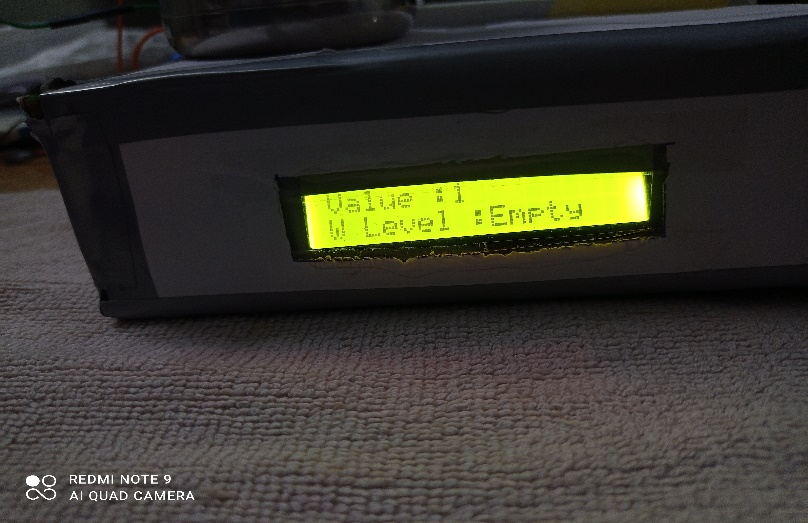 Value :1
W Level :Empty
REDMI NOTE 9
AI QUAD CAMERA